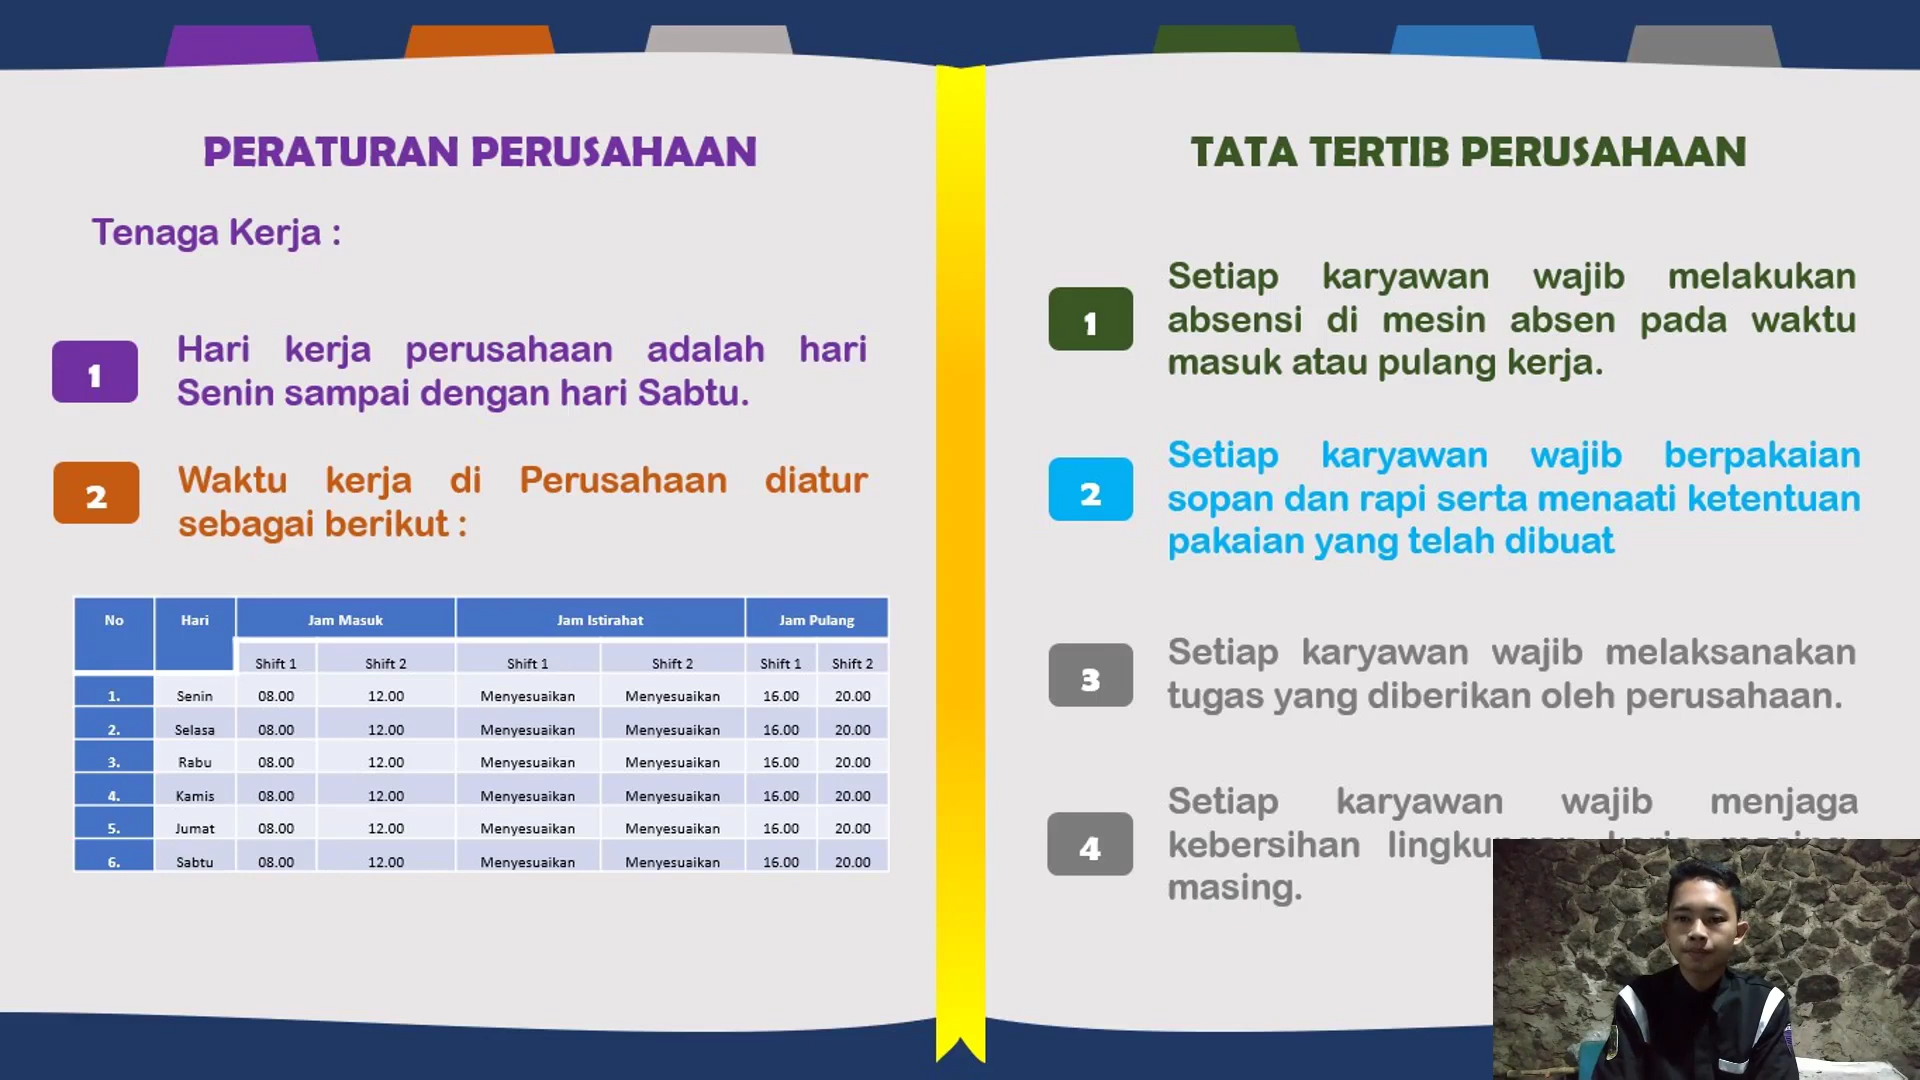 PERATURAN PERUSAHAAN
Tenaga Kerja :
1
Hari kerja perusahaan adalah hari
Senin sampai dengan hari Sabtu.
2
Waktu kerja di Perusahaan diatur
sebagai berikut :
No Hari Jam Masuk Jam Istirahat Jam Pulang
Shift 1 Shift 2 Shift 1 Shift 2 Shift 1 Shift 2
1. Senin 08.00 12.00 Menyesuaikan Menyesuaikan 16.00 20.00
2. Selasa 08.00 12.00 Menyesuaikan Menyesuaikan 16.00 20.00
3. Rabu 08.00 12.00 Menyesuaikan Menyesuaikan 16.00 20.00
4. Kamis 08.00 12.00 Menyesuaikan Menyesuaikan 16.00 20.00
5. Jumat 08.00 12.00 Menyesuaikan Menyesuaikan 16.00 20.00
6. Sabtu 08.00 12.00 Menyesuaikan Menyesuaikan 16.00 20.00
TATA TERTIB PERUSAHAAN
1
Setiap karyawan wajib melakukan
absensi di mesin absen pada waktu
masuk atau pulang kerja.
2
Setiap karyawan wajib berpakaian
sopan dan rapi serta menaati ketentuan
pakaian yang telah dibuat
3
Setiap karyawan wajib melaksanakan
tugas yang diberikan oleh perusahaan.
4
Setiap karyawan wajib menjaga
kebersihan
masing.